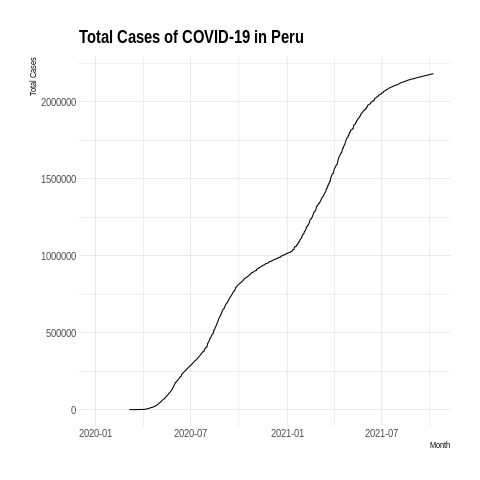 Total Cases of COVID-19 in Peru
Total Cases
2000000
1500000
1000000
500000
0
2020-01 2020-07 2021-01 2021-07
Month